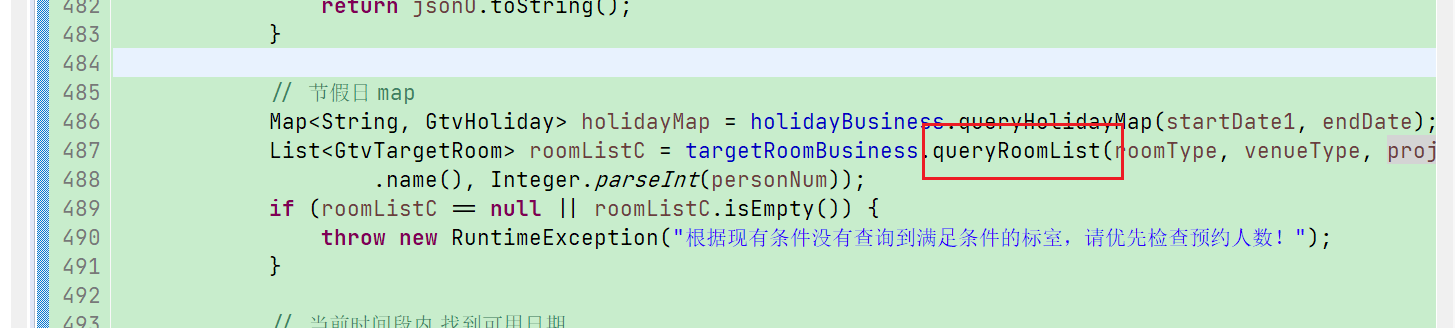 482 return jsonO.toString();
483 }
484
485 // 节假日 map
486 Map<String, GtvHoliday> holidayMap = holidayBusiness.queryHolidayMap(startDate1, endDate);
487 List<GtvTargetRoom> roomListC = targetRoomBusiness.queryRoomList(roomType, venueType, proj
488 .name(), Integer.parseInt(personNum));
489 if (roomListC == null || roomListC.isEmpty()) {
490 throw new RuntimeException("根据现有条件没有查询到满足条件的标室，请优先检查预约人数！");
491 }
492
493 // 当前时间段内 找到可用日期